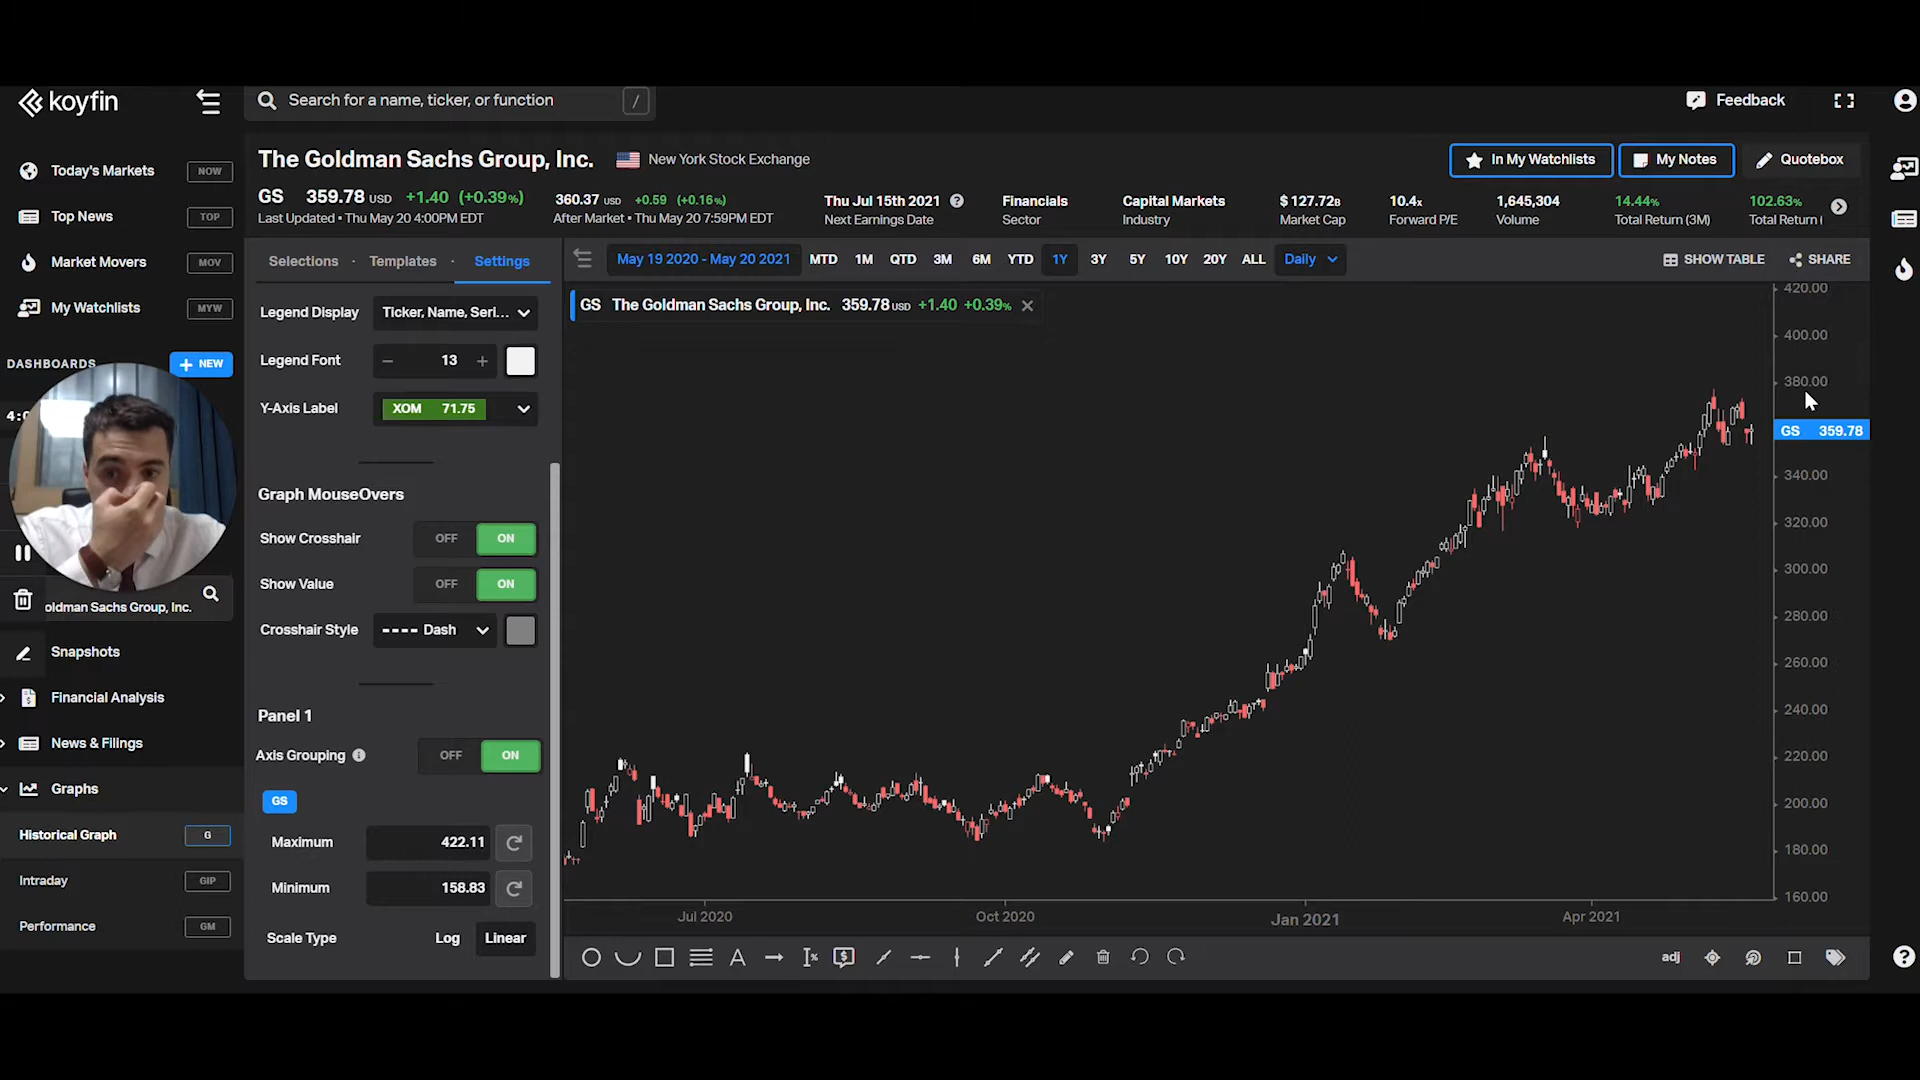 koyfin
Search for a name, ticker, or function /
Feedback
Today's Markets NOW
Top News TOP
Market Movers MOV
My Watchlists MYW
DASHBOARDS
+ NEW
oldman Sachs Group, Inc.
Snapshots
Financial Analysis
News & Filings
Graphs
Historical Graph G
Intraday GIP
Performance GM
The Goldman Sachs Group, Inc. New York Stock Exchange
In My Watchlists My Notes Quotebox
GS 359.78 USD +1.40 (+0.39%)
Last Updated • Thu May 20 4:00PM EDT
360.37 USD +0.59 (+0.16%)
After Market • Thu May 20 7:59PM EDT
Thu Jul 15th 2021 ?
Next Earnings Date
Financials
Sector
Capital Markets
Industry
$ 127.72B
Market Cap
10.4x
Forward P/E
1,645,304
Volume
14.44%
Total Return (3M)
102.63%
Total Return (
Selections · Templates · Settings
Legend Display Ticker, Name, Seri...
Legend Font − 13 +
Y-Axis Label XOM 71.75
Graph MouseOvers
Show Crosshair OFF ON
Show Value OFF ON
Crosshair Style ---- Dash
Panel 1
Axis Grouping i OFF ON
GS
Maximum 422.11
Minimum 158.83
Scale Type Log Linear
May 19 2020 - May 20 2021 MTD 1M QTD 3M 6M YTD 1Y 3Y 5Y 10Y 20Y ALL Daily
SHOW TABLE SHARE
GS The Goldman Sachs Group, Inc. 359.78 USD +1.40 +0.39%
420.00
400.00
380.00
GS 359.78
340.00
320.00
300.00
280.00
260.00
240.00
220.00
200.00
180.00
160.00
Jul 2020 Oct 2020 Jan 2021 Apr 2021
A
adj
?